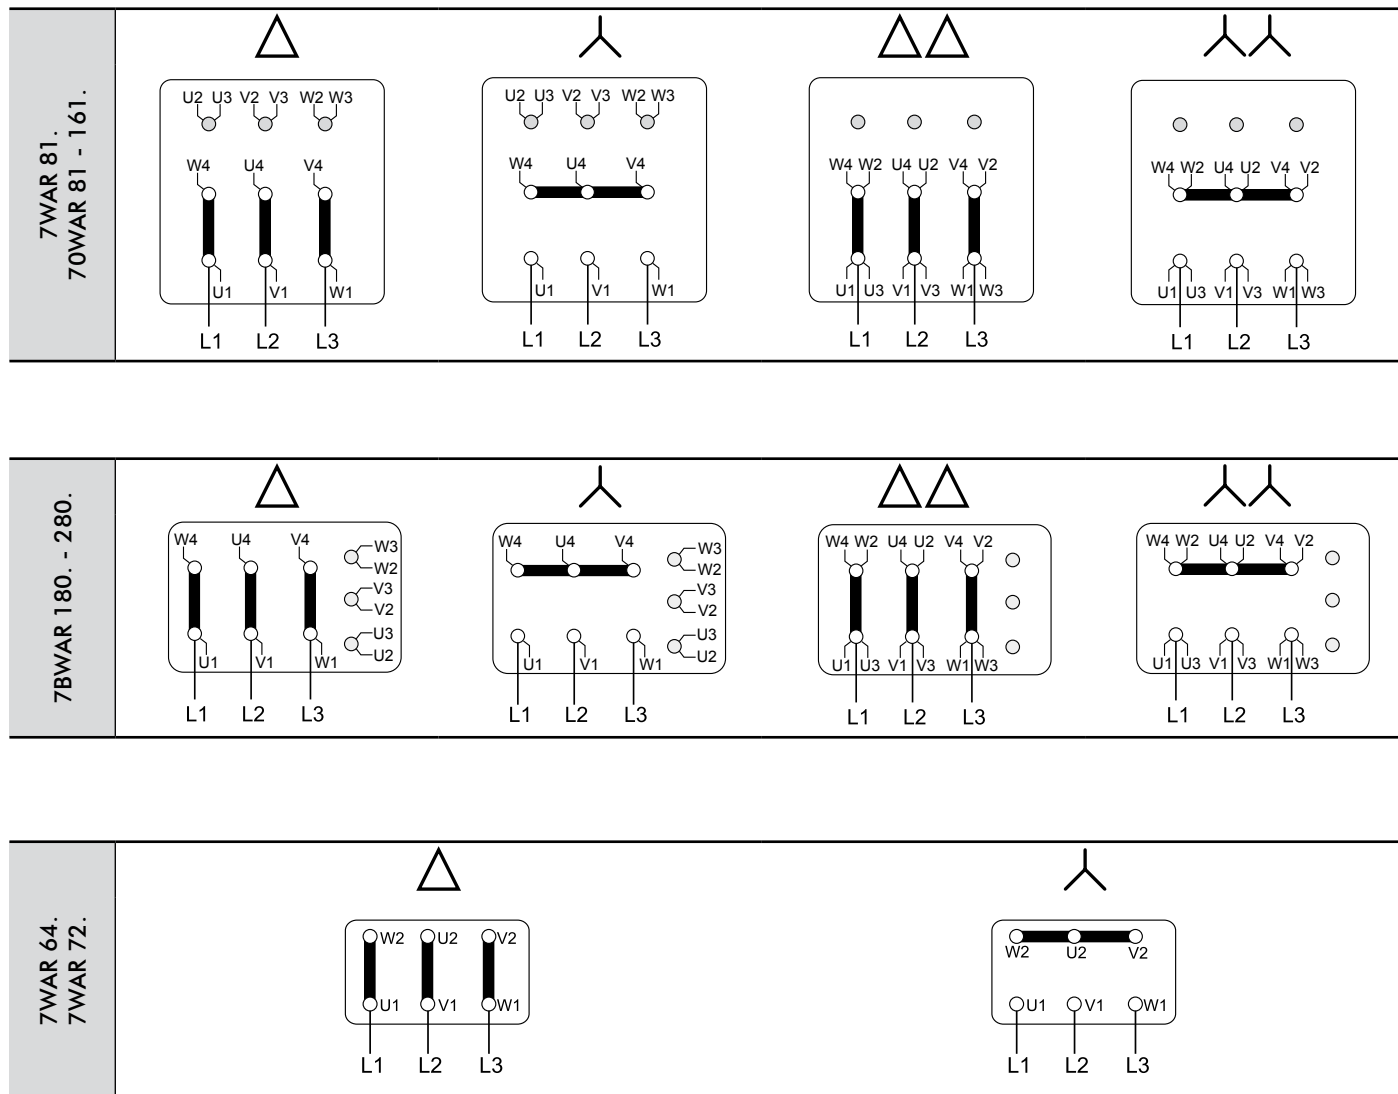 7WAR 81.
70WAR 81 - 161.
U2 U3 V2 V3 W2 W3
W4 U4 V4
U1 V1 W1
L1 L2 L3
U2 U3 V2 V3 W2 W3
W4 U4 V4
U1 V1 W1
L1 L2 L3
W4 W2 U4 U2 V4 V2
U1 U3 V1 V3 W1 W3
L1 L2 L3
W4 W2 U4 U2 V4 V2
U1 U3 V1 V3 W1 W3
L1 L2 L3
7BWAR 180. - 280.
W4 U4 V4
W3
W2
V3
V2
U3
U2
U1 V1 W1
L1 L2 L3
W4 U4 V4
W3
W2
V3
V2
U3
U2
U1 V1 W1
L1 L2 L3
W4 W2 U4 U2 V4 V2
U1 U3 V1 V3 W1 W3
L1 L2 L3
W4 W2 U4 U2 V4 V2
U1 U3 V1 V3 W1 W3
L1 L2 L3
7WAR 64.
7WAR 72.
W2 U2 V2
U1 V1 W1
L1 L2 L3
W2 U2 V2
U1 V1 W1
L1 L2 L3